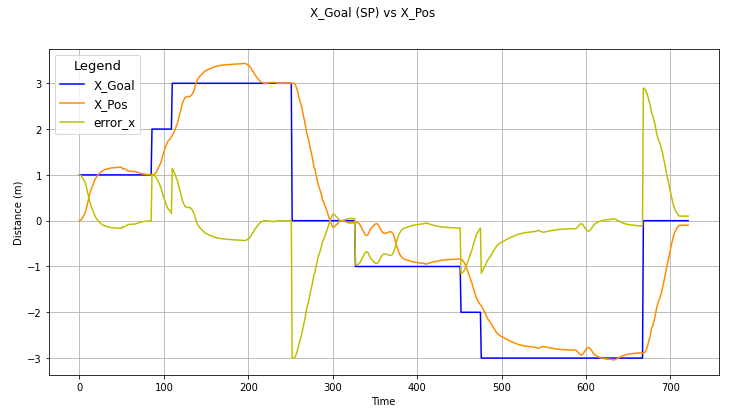 X_Goal (SP) vs X_Pos
Legend
X_Goal
X_Pos
error_x
Distance (m)
3
2
1
0
−1
−2
−3
0 100 200 300 400 500 600 700
Time